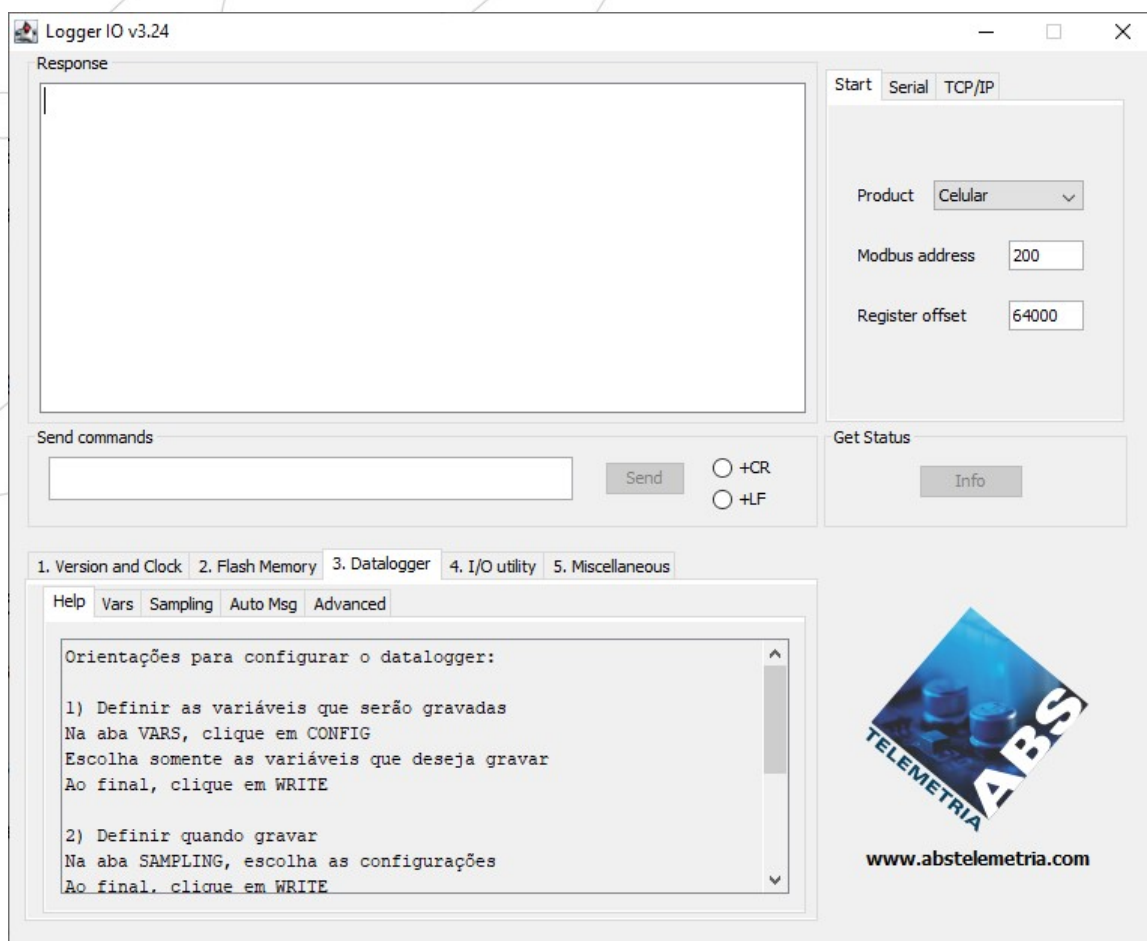 Logger IO v3.24
Response
Start Serial TCP/IP
Product Celular
Modbus address 200
Register offset 64000
Send commands
Send
+CR
+LF
Get Status
Info
1. Version and Clock 2. Flash Memory 3. Datalogger 4. I/O utility 5. Miscellaneous
Help Vars Sampling Auto Msg Advanced
Orientações para configurar o datalogger:
1) Definir as variáveis que serão gravadas
Na aba VARS, clique em CONFIG
Escolha somente as variáveis que deseja gravar
Ao final, clique em WRITE
2) Definir quando gravar
Na aba SAMPLING, escolha as configurações
Ao final, clique em WRITE
TELEMETRIA
ABS
www.abstelemetria.com